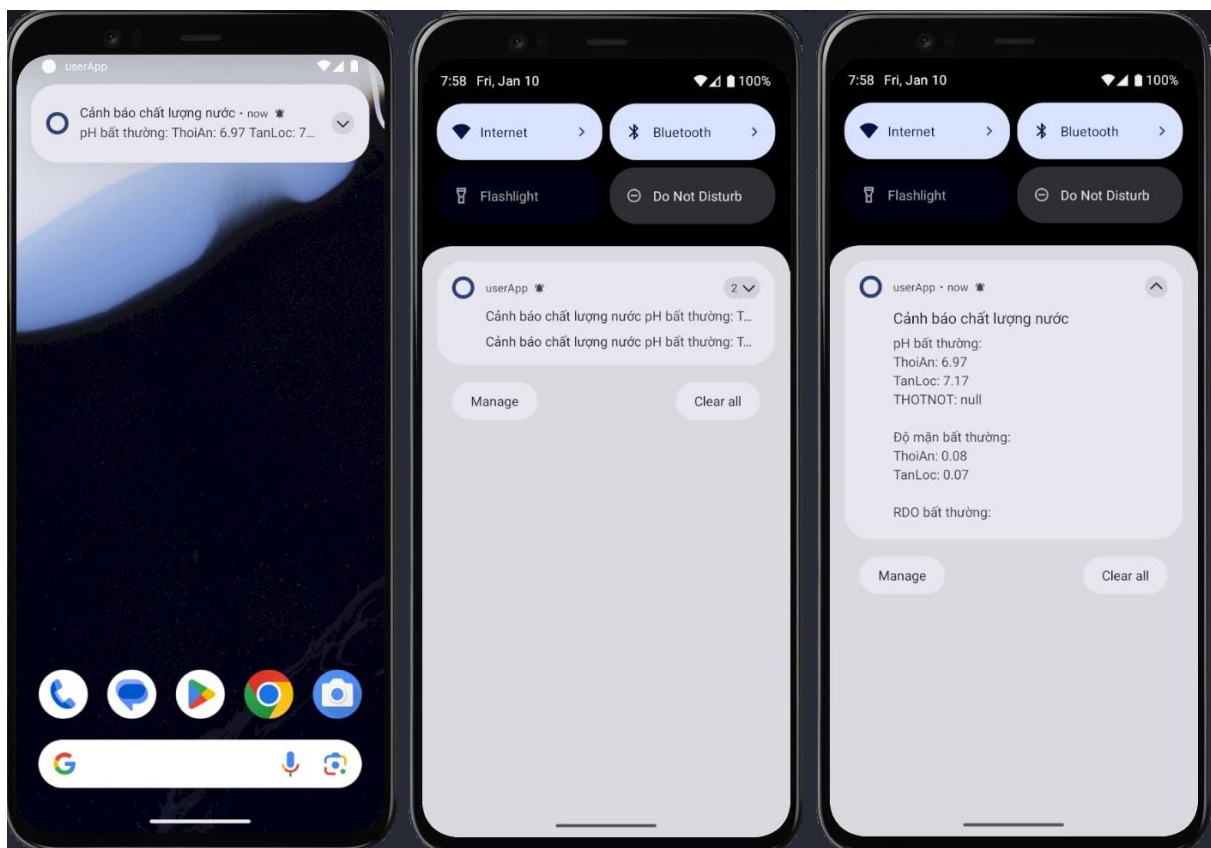 userApp
Cảnh báo chất lượng nước • now
pH bất thường: ThoiAn: 6.97 TanLoc: 7...
7:58 Fri, Jan 10
100%
Internet
Bluetooth
Flashlight
Do Not Disturb
userApp
2
Cảnh báo chất lượng nước pH bất thường: T...
Cảnh báo chất lượng nước pH bất thường: T...
Manage
Clear all
7:58 Fri, Jan 10
100%
Internet
Bluetooth
Flashlight
Do Not Disturb
userApp • now
Cảnh báo chất lượng nước
pH bất thường:
ThoiAn: 6.97
TanLoc: 7.17
THOTNOT: null
Độ mặn bất thường:
ThoiAn: 0.08
TanLoc: 0.07
RDO bất thường:
Manage
Clear all